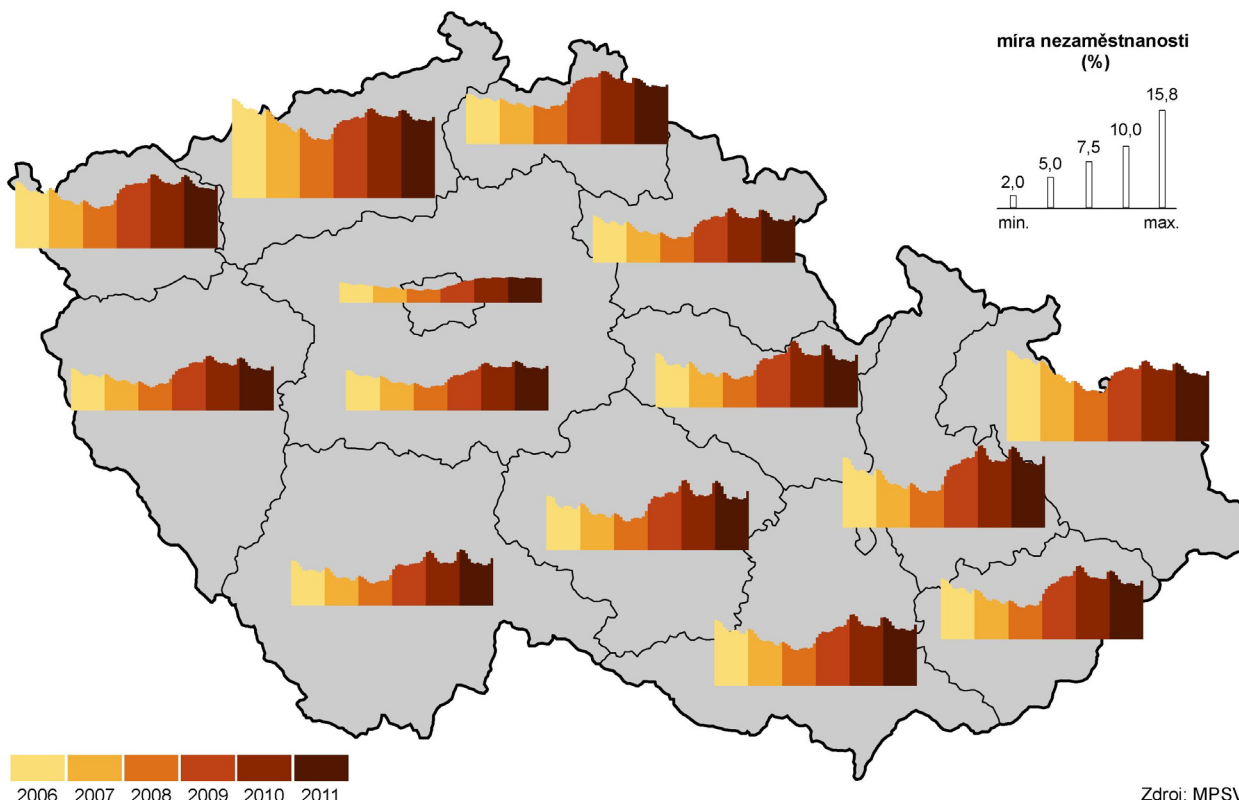 míra nezaměstnanosti
(%)
15,8
10,0
7,5
5,0
2,0
min.
max.
2006 2007 2008 2009 2010 2011
Zdroj: MPSV